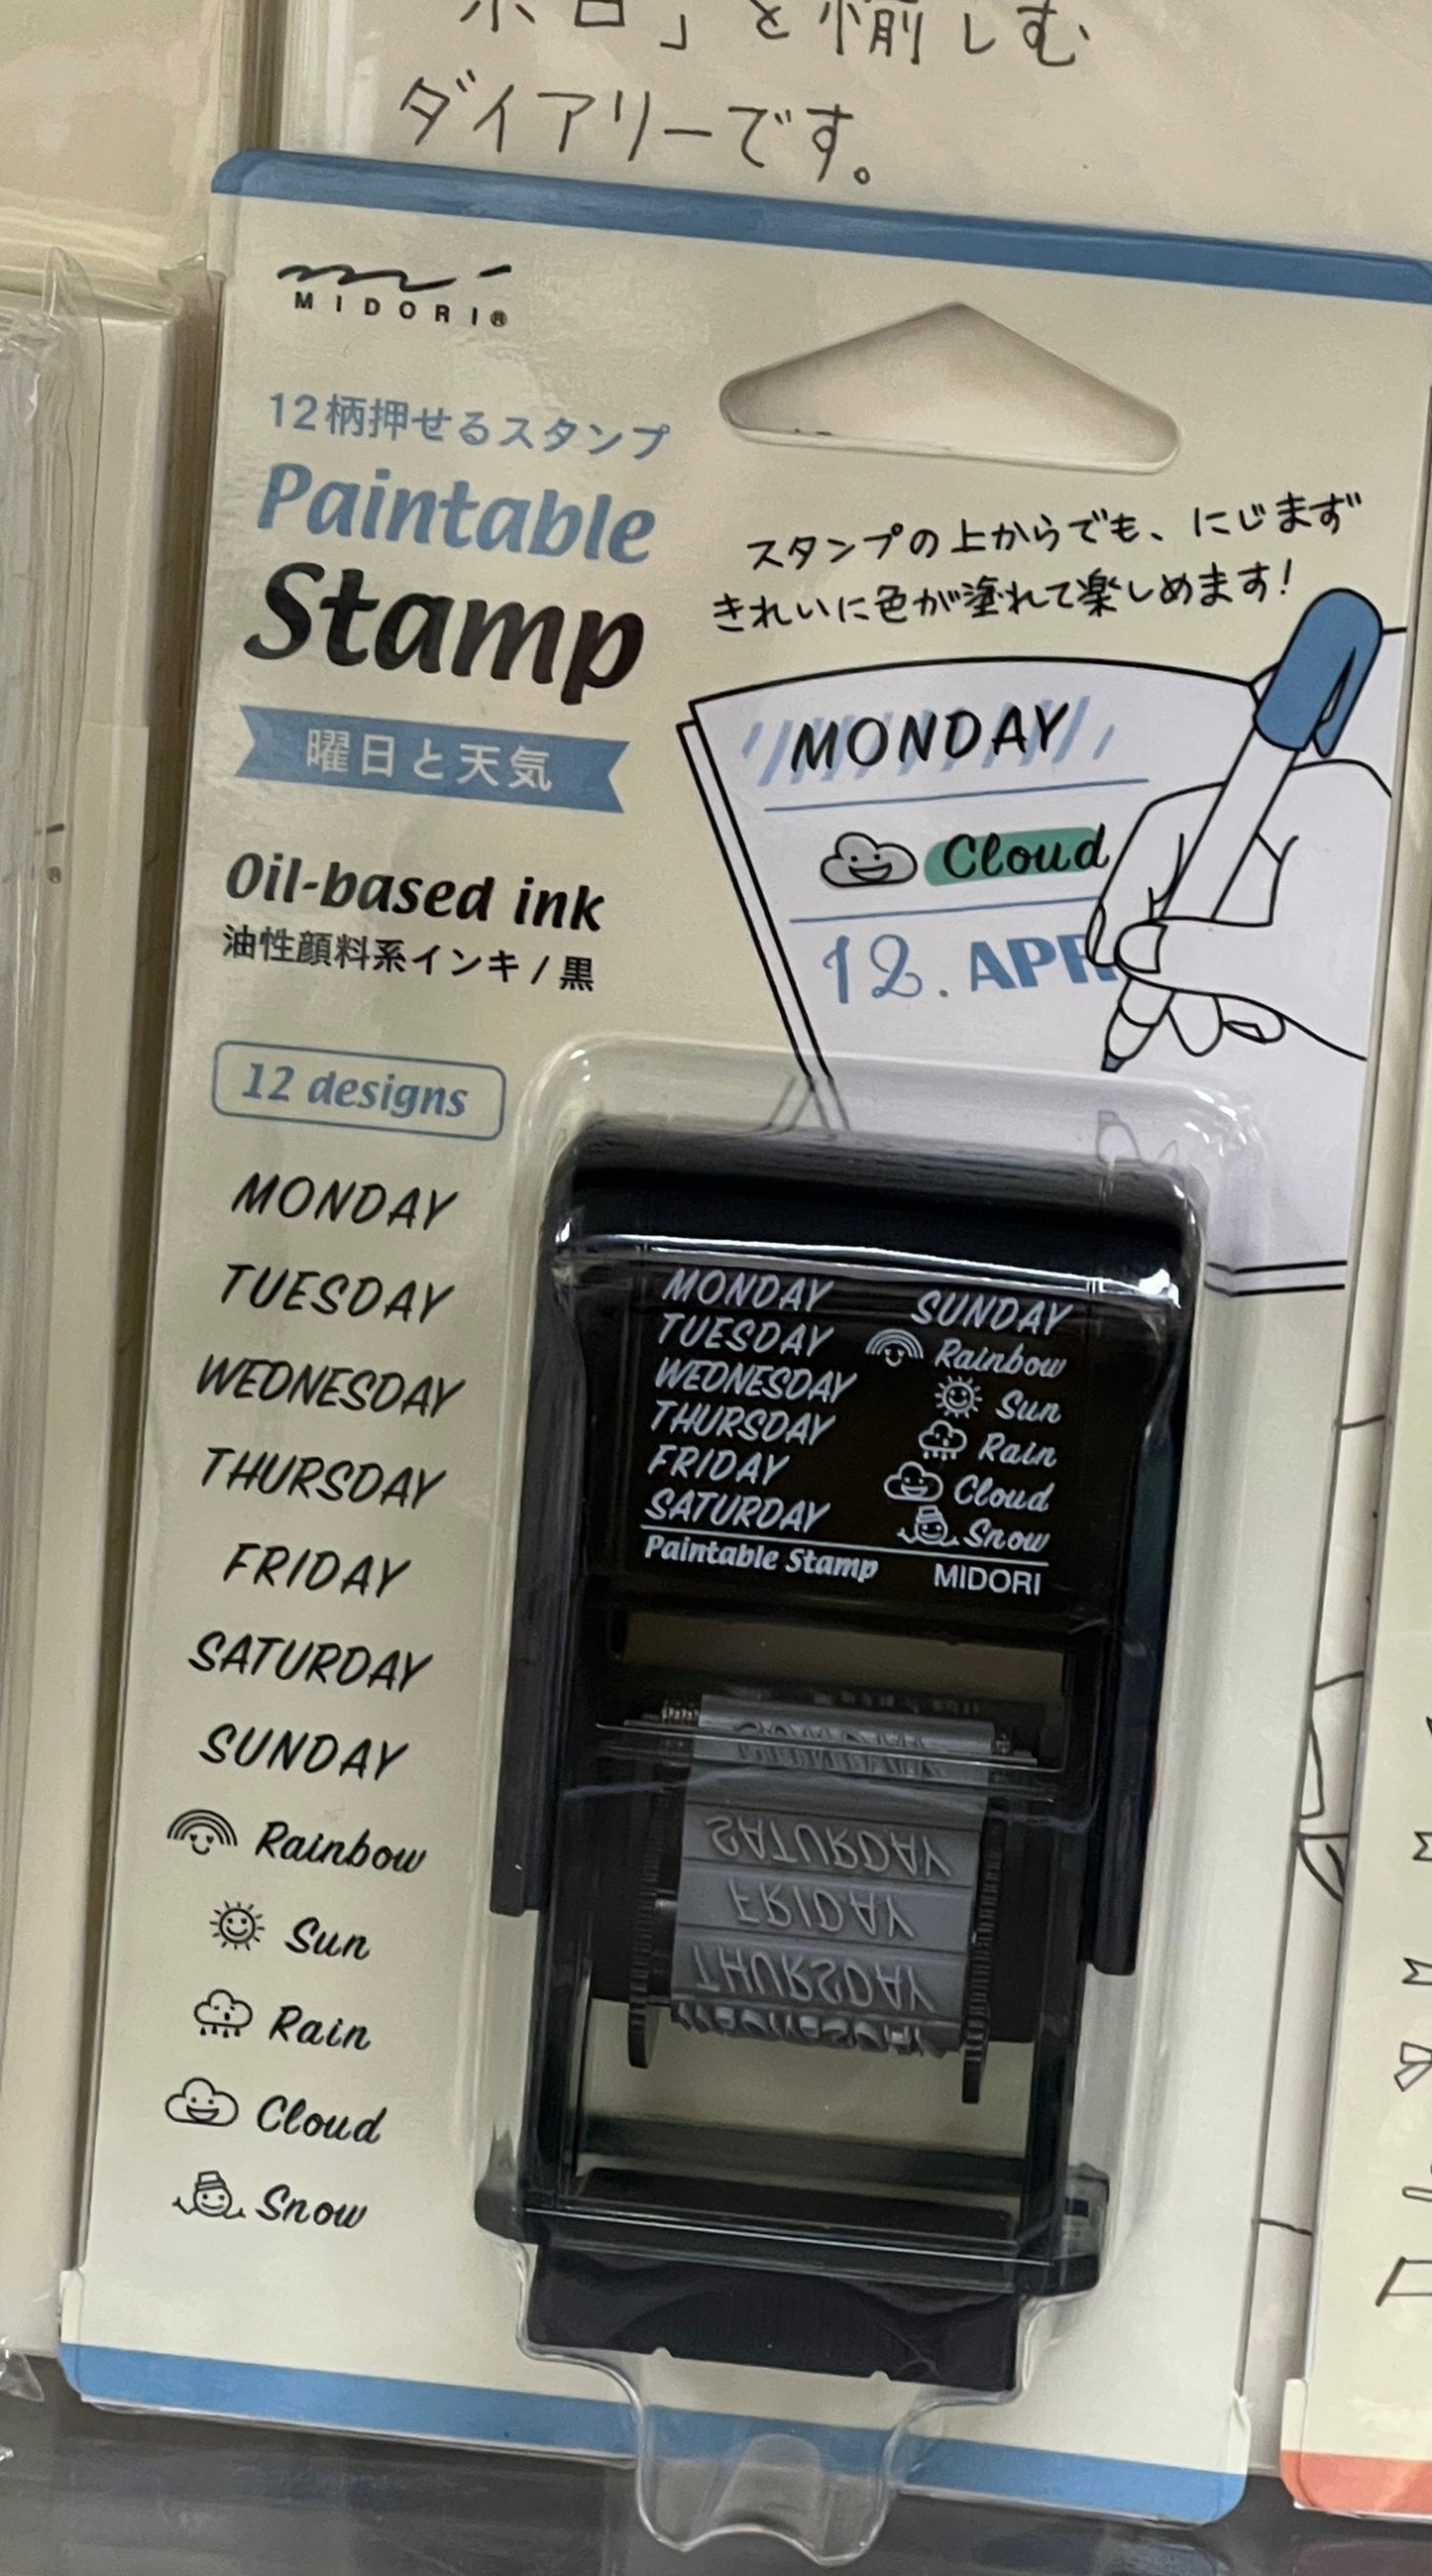 を愉しむ
ダイアリーです。
MIDORI®
12柄押せるスタンプ
Paintable
Stamp
曜日と天気
Oil-based ink
油性顔料系インキ / 黒
スタンプの上からでも、にじまず
きれいに色が塗れて楽しめます!
MONDAY
Cloud
12. APR
12 designs
MONDAY
TUESDAY
WEDNESDAY
THURSDAY
FRIDAY
SATURDAY
SUNDAY
Rainbow
Sun
Rain
Cloud
Snow
MONDAY
TUESDAY
WEDNESDAY
THURSDAY
FRIDAY
SATURDAY
SUNDAY
Rainbow
Sun
Rain
Cloud
Snow
Paintable Stamp MIDORI
SATURDAY
FRIDAY
THURSDAY